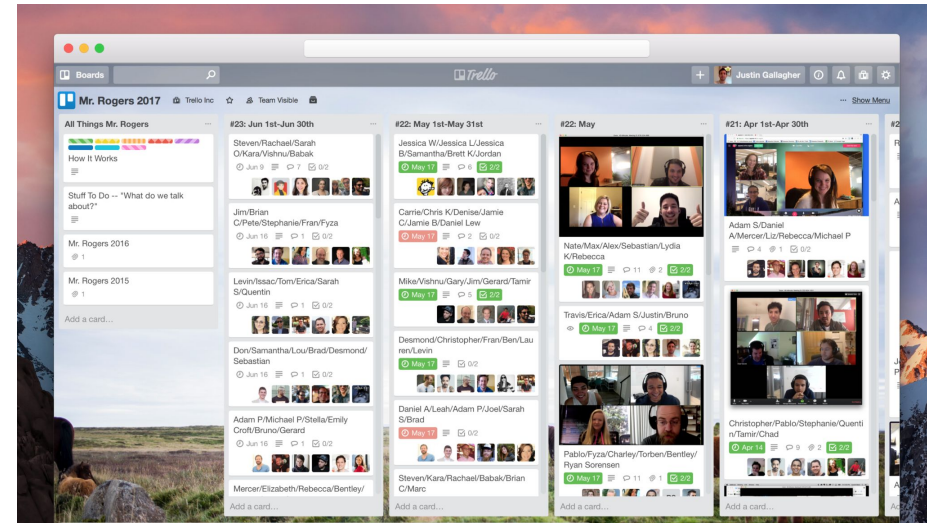 Boards
Trello
Justin Gallagher
Mr. Rogers 2017
Trello Inc
Team Visible
Show Menu
All Things Mr. Rogers
How It Works
Stuff To Do -- "What do we talk
about?"
Mr. Rogers 2016
1
Mr. Rogers 2015
1
Add a card...
#23: Jun 1st-Jun 30th
Steven/Rachael/Sarah
O/Kara/Vishnu/Babak
Jun 9 7 0/2
Jim/Brian
C/Pete/Stephanie/Fran/Fyza
Jun 16 1 0/2
Levin/Issac/Tom/Erica/Sarah
S/Quentin
Jun 16 1 0/2
Don/Samantha/Lou/Brad/Desmond/
Sebastian
Jun 16 1 0/2
Adam P/Michael P/Stella/Emily
Croft/Bruno/Gerard
Jun 16 1 0/2
Mercer/Elizabeth/Rebecca/Bentley/
Add a card...
#22: May 1st-May 31st
Jessica W/Jessica L/Jessica
B/Samantha/Brett K/Jordan
May 17 6 2/2
Carrie/Chris K/Denise/Jamie
C/Jamie B/Daniel Lew
May 17 2 0/2
Mike/Vishnu/Gary/Jim/Gerard/Tamir
May 17 5 2/2
Desmond/Christopher/Fran/Ben/Lau
ren/Levin
May 17 1 2/2
Daniel A/Leah/Adam P/Joel/Sarah
S/Brad
May 17 0/2
Steven/Kara/Rachael/Babak/Brian
C/Marc
Add a card...
#22: May
Nate/Max/Alex/Sebastian/Lydia
K/Rebecca
May 17 11 2 2/2
Travis/Erica/Adam S/Justin/Bruno
May 17 4 2/2
Pablo/Fyza/Charley/Torben/Bentley/
Ryan Sorensen
May 17 11 1 2/2
Add a card...
#21: Apr 1st-Apr 30th
Adam S/Daniel
A/Mercer/Liz/Rebecca/Michael P
4 1 0/2
Christopher/Pablo/Stephanie/Quenti
n/Tamir/Chad
Apr 14 9 2 2/2
Add a card...